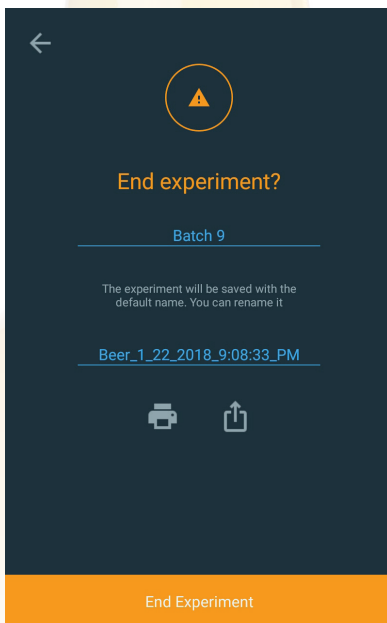 End experiment?
Batch 9
The experiment will be saved with the
default name. You can rename it
Beer_1_22_2018_9:08:33_PM
End Experiment